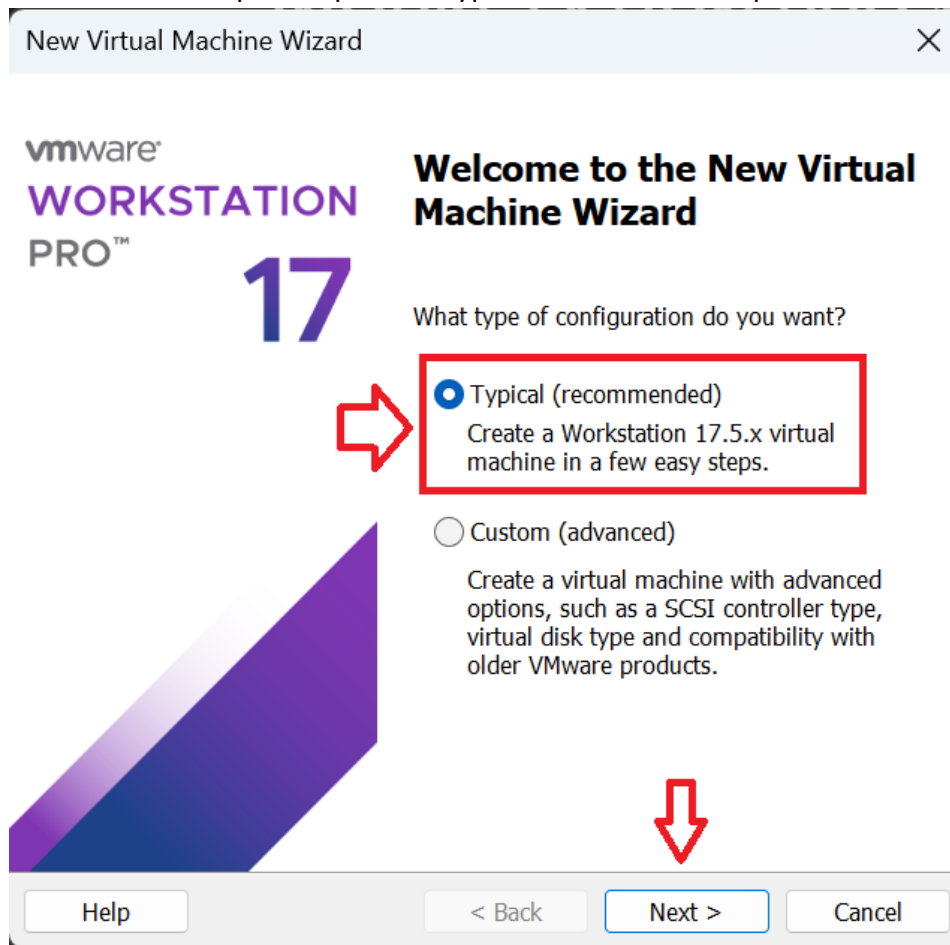 New Virtual Machine Wizard
vmware®
WORKSTATION
PRO™
17
Welcome to the New Virtual
Machine Wizard
What type of configuration do you want?
Typical (recommended)
Create a Workstation 17.5.x virtual
machine in a few easy steps.
Custom (advanced)
Create a virtual machine with advanced
options, such as a SCSI controller type,
virtual disk type and compatibility with
older VMware products.
Help
< Back
Next >
Cancel